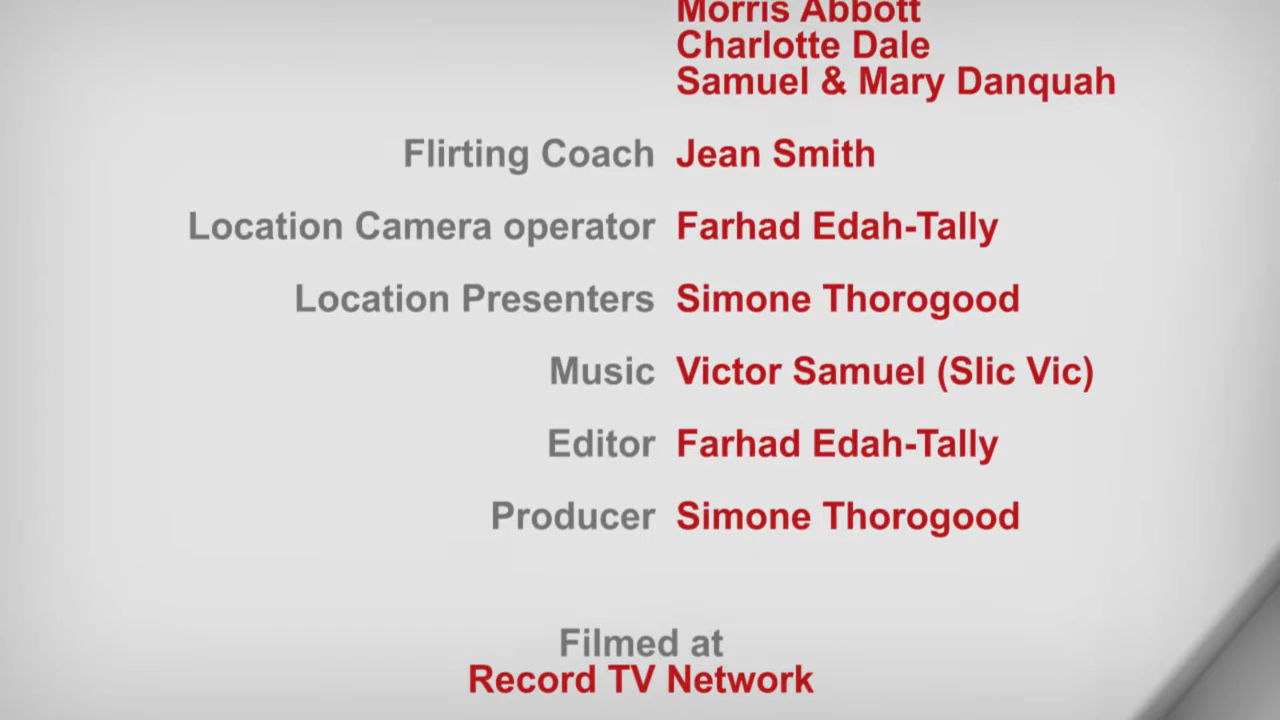 Morris Abbott
Charlotte Dale
Samuel & Mary Danquah
Flirting Coach Jean Smith
Location Camera operator Farhad Edah-Tally
Location Presenters Simone Thorogood
Music Victor Samuel (Slic Vic)
Editor Farhad Edah-Tally
Producer Simone Thorogood
Filmed at
Record TV Network